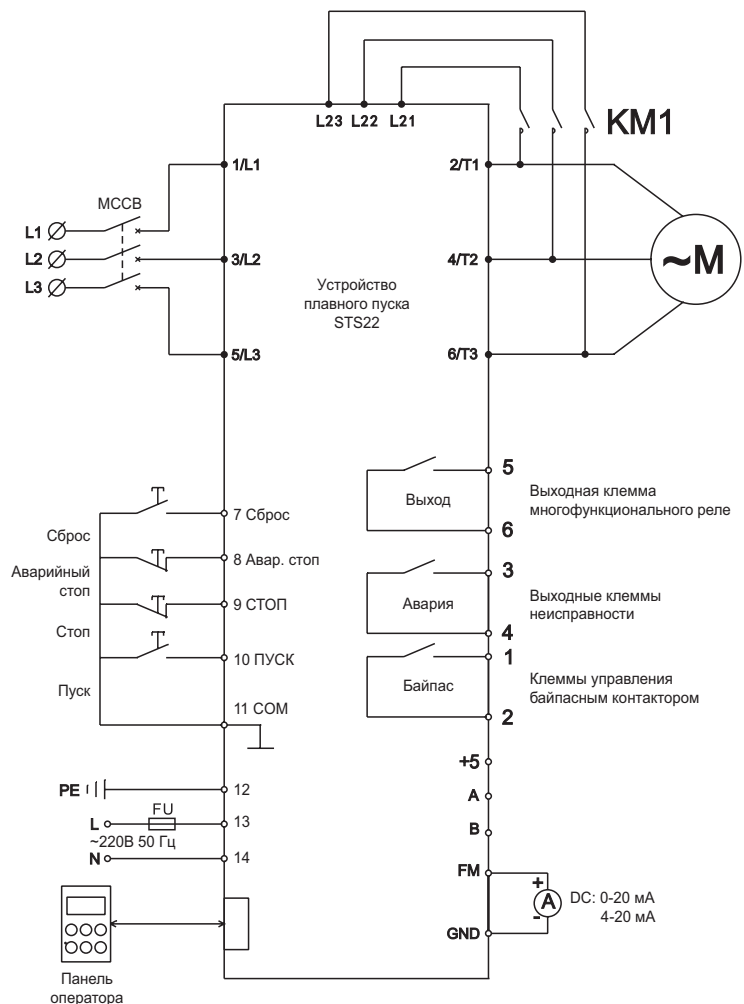 L23 L22 L21
KM1
1/L1
2/T1
MCCB
L1
L2
L3
3/L2
4/T2
~M
Устройство
плавного пуска
STS22
5/L3
6/T3
5
Выход
Выходная клемма
многофункционального реле
6
7 Сброс
Сброс
8 Авар. стоп
Аварийный
стоп
9 СТОП
Стоп
10 ПУСК
Пуск
11 COM
3
Авария
Выходные клеммы
неисправности
4
1
Байпас
Клеммы управления
байпасным контактором
2
+5
A
B
PE
12
FU
L
13
~220В 50 Гц
N
14
FM
+
A
-
DC: 0-20 мА
4-20 мА
GND
Панель
оператора